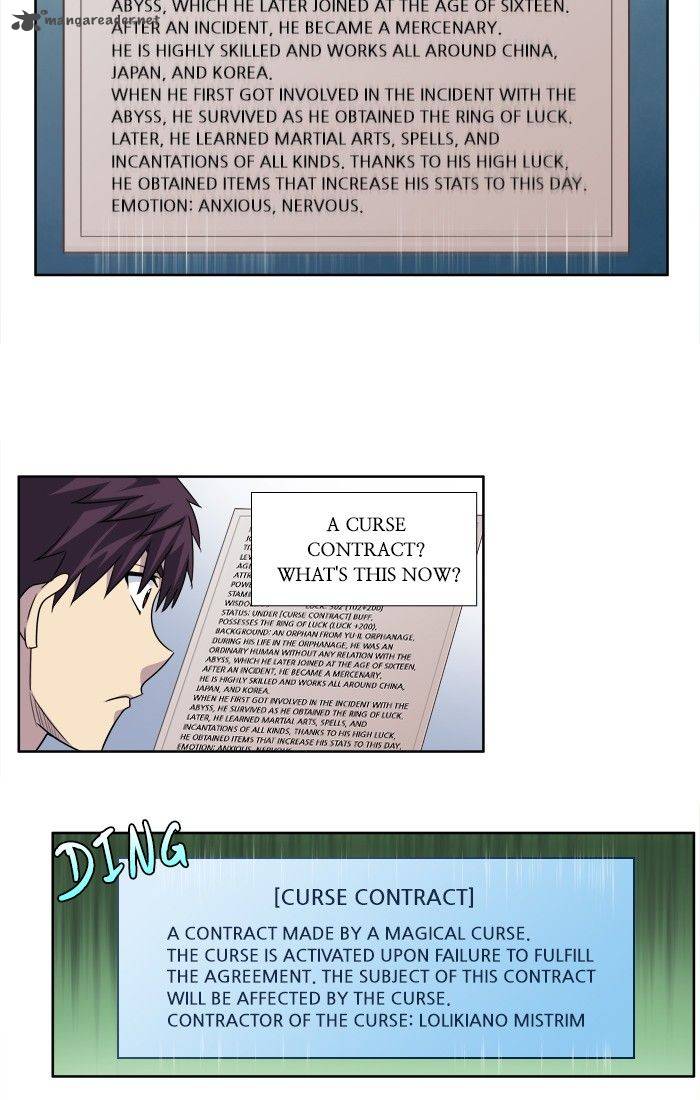 mangareader.net
ABYSS, WHICH HE LATER JOINED AT THE AGE OF SIXTEEN.
AFTER AN INCIDENT, HE BECAME A MERCENARY.
HE IS HIGHLY SKILLED AND WORKS ALL AROUND CHINA,
JAPAN, AND KOREA.
WHEN HE FIRST GOT INVOLVED IN THE INCIDENT WITH THE
ABYSS, HE SURVIVED AS HE OBTAINED THE RING OF LUCK.
LATER, HE LEARNED MARTIAL ARTS, SPELLS, AND
INCANTATIONS OF ALL KINDS. THANKS TO HIS HIGH LUCK,
HE OBTAINED ITEMS THAT INCREASE HIS STATS TO THIS DAY.
EMOTION: ANXIOUS, NERVOUS.
A CURSE
CONTRACT?
WHAT'S THIS NOW?
LUCK: 302 (102+200)
STATUS: UNDER [CURSE CONTRACT] BUFF,
POSSESSES THE RING OF LUCK (LUCK +200),
BACKGROUND: AN ORPHAN FROM YU IL ORPHANAGE,
DURING HIS LIFE IN THE ORPHANAGE, HE WAS AN
ORDINARY HUMAN WITHOUT ANY RELATION WITH THE
ABYSS, WHICH HE LATER JOINED AT THE AGE OF SIXTEEN,
AFTER AN INCIDENT, HE BECAME A MERCENARY.
HE IS HIGHLY SKILLED AND WORKS ALL AROUND CHINA,
JAPAN, AND KOREA.
WHEN HE FIRST GOT INVOLVED IN THE INCIDENT WITH THE
ABYSS, HE SURVIVED AS HE OBTAINED THE RING OF LUCK.
LATER, HE LEARNED MARTIAL ARTS, SPELLS, AND
INCANTATIONS OF ALL KINDS, THANKS TO HIS HIGH LUCK,
HE OBTAINED ITEMS THAT INCREASE HIS STATS TO THIS DAY,
EMOTION: ANXIOUS, NERVOUS
DING
[CURSE CONTRACT]
A CONTRACT MADE BY A MAGICAL CURSE.
THE CURSE IS ACTIVATED UPON FAILURE TO FULFILL
THE AGREEMENT. THE SUBJECT OF THIS CONTRACT
WILL BE AFFECTED BY THE CURSE.
CONTRACTOR OF THE CURSE: LOLIKIANO MISTRIM